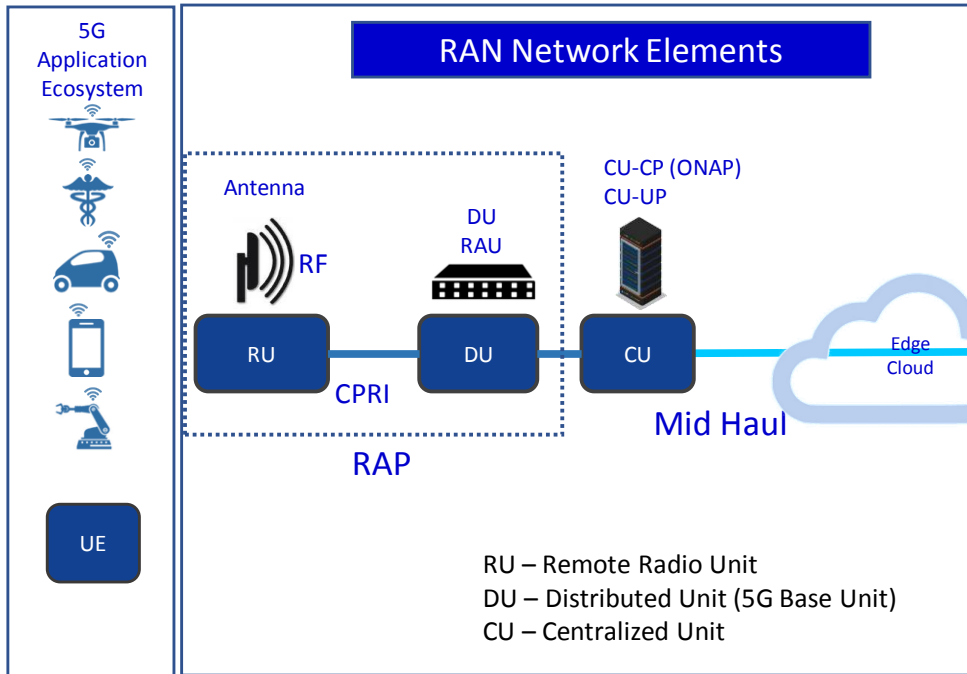 5G
Application
Ecosystem
UE
RAN Network Elements
Antenna
RF
DU
RAU
CU-CP (ONAP)
CU-UP
RU
DU
CU
Edge
Cloud
CPRI
Mid Haul
RAP
RU – Remote Radio Unit
DU – Distributed Unit (5G Base Unit)
CU – Centralized Unit